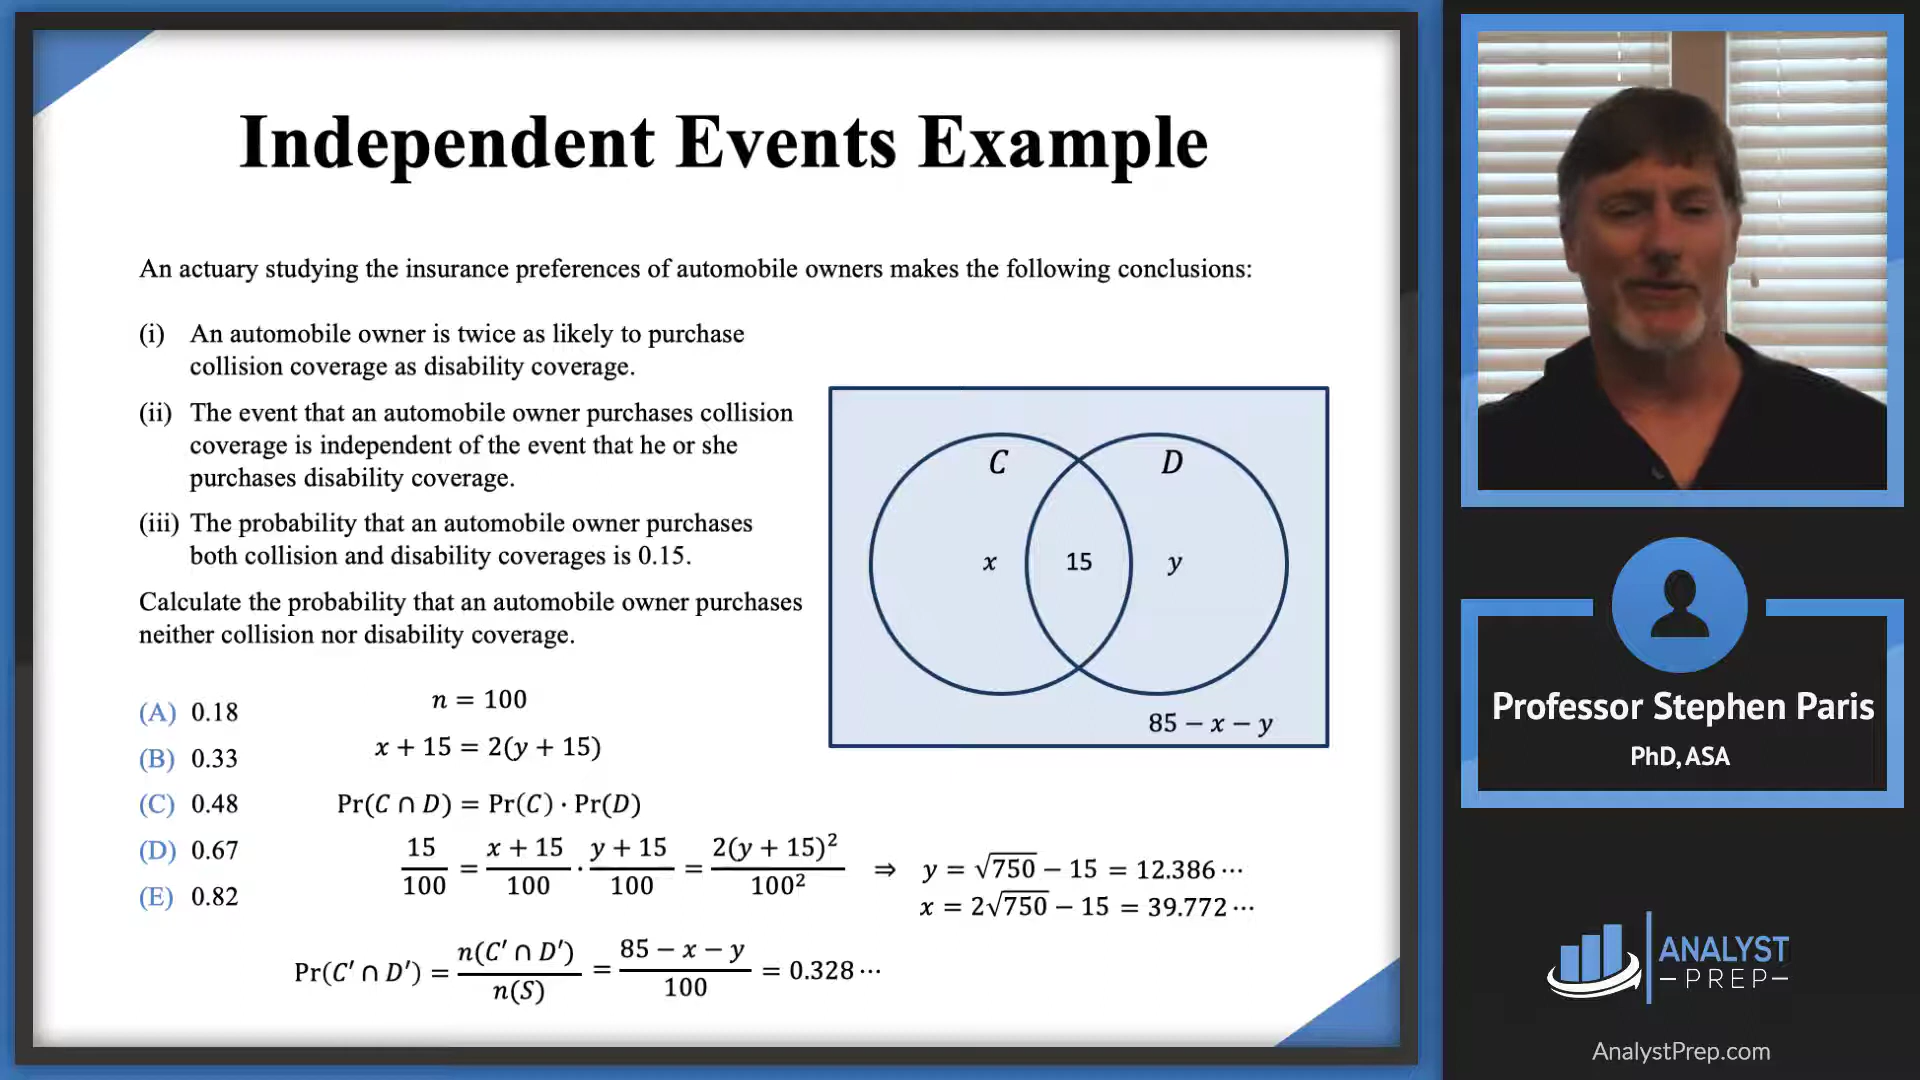 Independent Events Example
An actuary studying the insurance preferences of automobile owners makes the following conclusions:
(i) An automobile owner is twice as likely to purchase
collision coverage as disability coverage.
(ii) The event that an automobile owner purchases collision
coverage is independent of the event that he or she
purchases disability coverage.
(iii) The probability that an automobile owner purchases
both collision and disability coverages is 0.15.
Calculate the probability that an automobile owner purchases
neither collision nor disability coverage.
C D
x 15 y
85 − x − y
(A) 0.18
(B) 0.33
(C) 0.48
(D) 0.67
(E) 0.82
n = 100
x + 15 = 2(y + 15)
Pr(C ∩ D) = Pr(C) · Pr(D)
15/100 = x + 15/100 · y + 15/100 = 2(y + 15)²/100² ⇒ y = √750 − 15 = 12.386 ⋯
x = 2√750 − 15 = 39.772 ⋯
Pr(C′ ∩ D′) = n(C′ ∩ D′)/n(S) = 85 − x − y/100 = 0.328 ⋯
Professor Stephen Paris
PhD, ASA
ANALYST
PREP
AnalystPrep.com